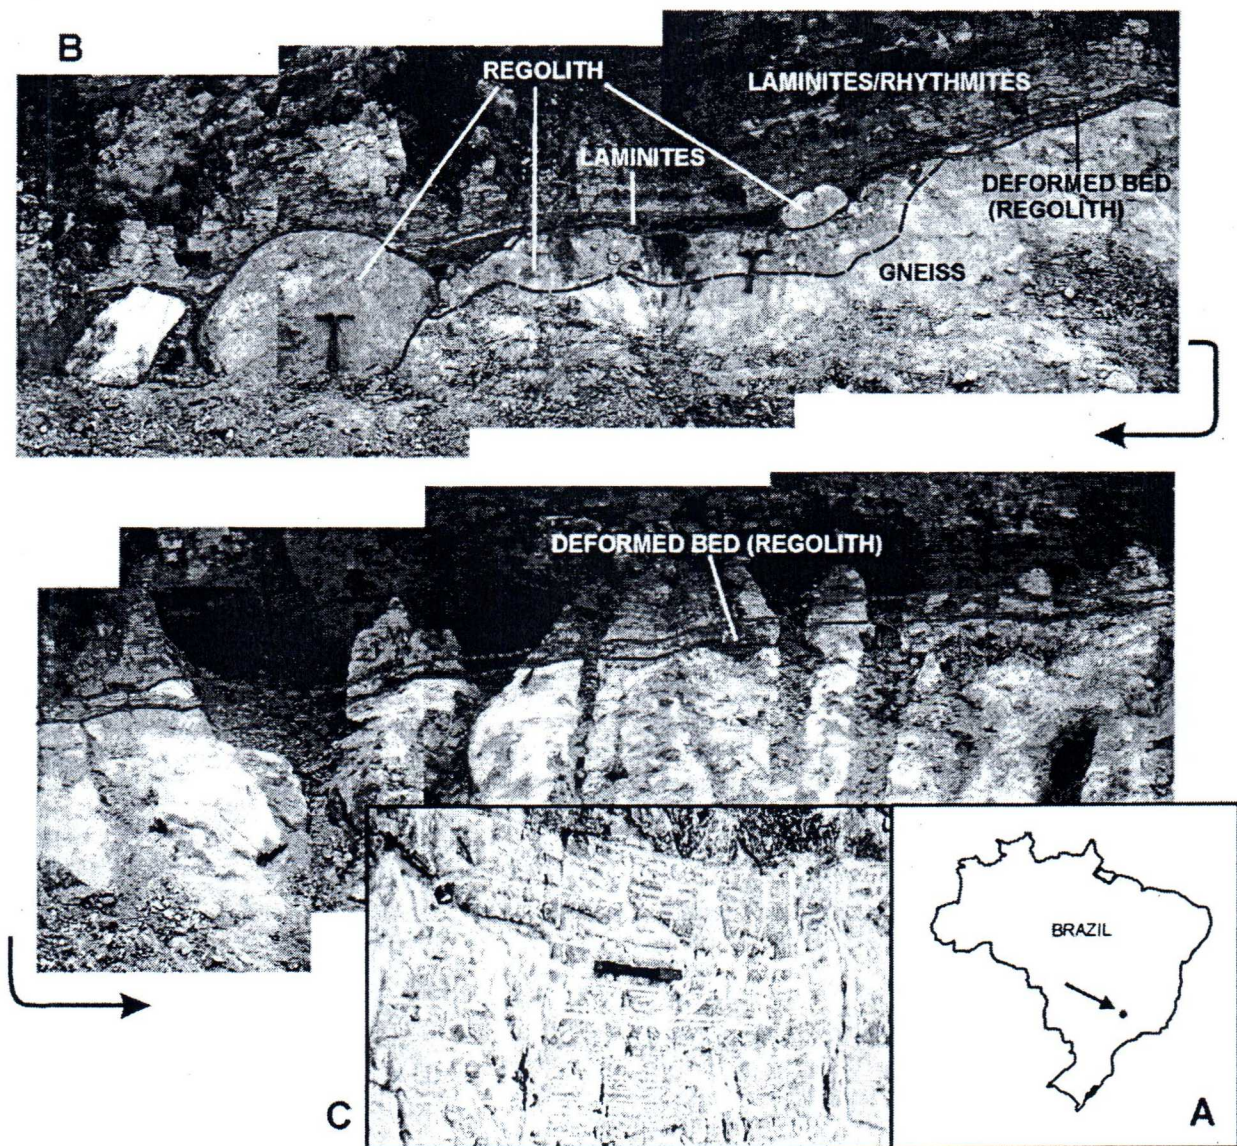 B
REGOLITH
LAMINITES/RHYTHMITES
LAMINITES
DEFORMED BED
(REGOLITH)
GNEISS
DEFORMED BED (REGOLITH)
BRAZIL
C
A